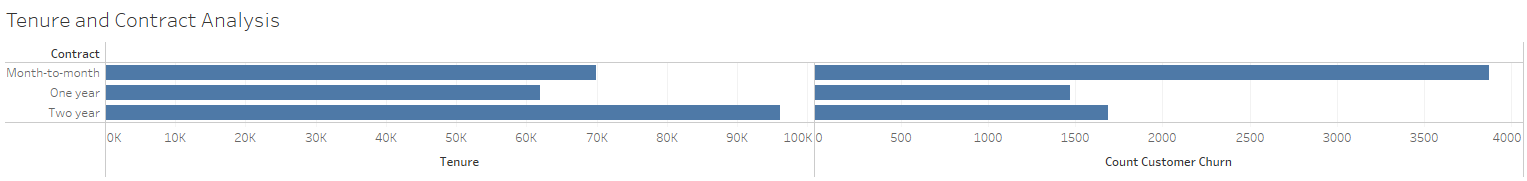 Tenure and Contract Analysis
Contract
Month-to-month
One year
Two year
0K 10K 20K 30K 40K 50K 60K 70K 80K 90K 100K 0 500 1000 1500 2000 2500 3000 3500 4000
Tenure Count Customer Churn